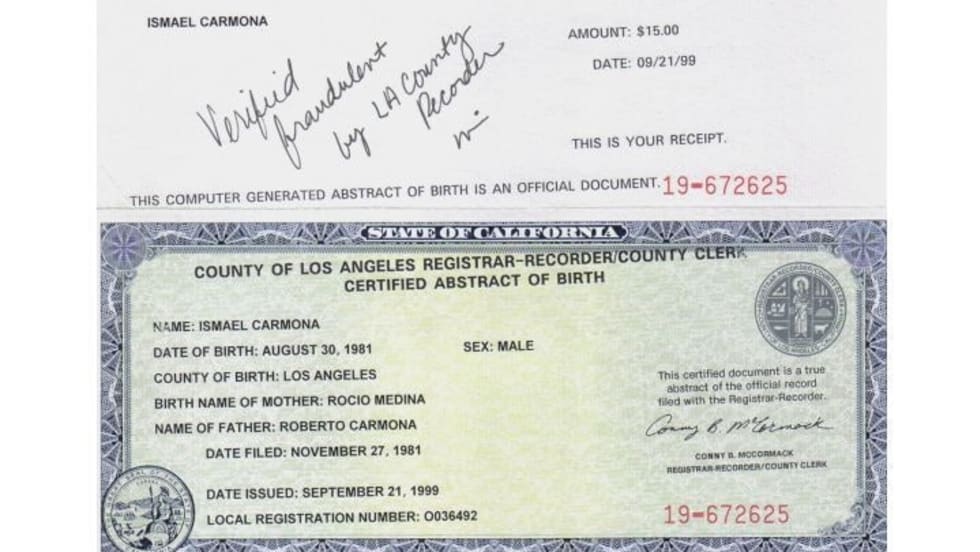 ISMAEL CARMONA
AMOUNT: $15.00
DATE: 09/21/99
Verified
fraudulent
by LA County
Recorder
THIS IS YOUR RECEIPT.
THIS COMPUTER GENERATED ABSTRACT OF BIRTH IS AN OFFICIAL DOCUMENT. 19-672625
STATE OF CALIFORNIA
COUNTY OF LOS ANGELES REGISTRAR-RECORDER/COUNTY CLERK
CERTIFIED ABSTRACT OF BIRTH
NAME: ISMAEL CARMONA
DATE OF BIRTH: AUGUST 30, 1981
SEX: MALE
COUNTY OF BIRTH: LOS ANGELES
BIRTH NAME OF MOTHER: ROCIO MEDINA
NAME OF FATHER: ROBERTO CARMONA
DATE FILED: NOVEMBER 27, 1981
DATE ISSUED: SEPTEMBER 21, 1999
LOCAL REGISTRATION NUMBER: O036492
This certified document is a true
abstract of the official record
filed with the Registrar-Recorder.
Conny B. McCormack
CONNY B. MCCORMACK
REGISTRAR-RECORDER/COUNTY CLERK
19-672625